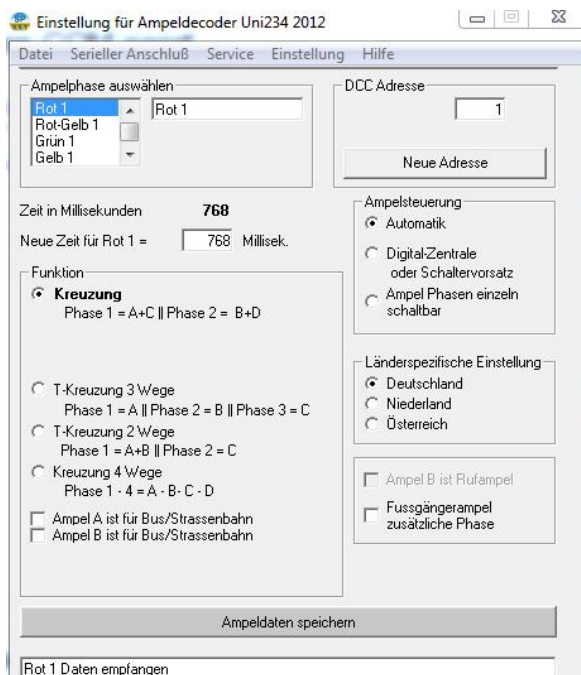 Einstellung für Ampeldecoder Uni234 2012
Datei Serieller Anschluß Service Einstellung Hilfe
Ampelphase auswählen
Rot 1
Rot-Gelb 1
Grün 1
Gelb 1
Rot 1
DCC Adresse
1
Neue Adresse
Zeit in Millisekunden 768
Neue Zeit für Rot 1 = 768 Millisek.
Ampelsteuerung
Automatik
Digital-Zentrale
oder Schaltervorsatz
Ampel Phasen einzeln
schaltbar
Funktion
Kreuzung
Phase 1 = A+C || Phase 2 = B+D
T-Kreuzung 3 Wege
Phase 1 = A || Phase 2 = B || Phase 3 = C
T-Kreuzung 2 Wege
Phase 1 = A+B || Phase 2 = C
Kreuzung 4 Wege
Phase 1 - 4 = A - B- C - D
Ampel A ist für Bus/Strassenbahn
Ampel B ist für Bus/Strassenbahn
Länderspezifische Einstellung
Deutschland
Niederland
Österreich
Ampel B ist Rufampel
Fussgängerampel
zusätzliche Phase
Ampeldaten speichern
Rot 1 Daten empfangen